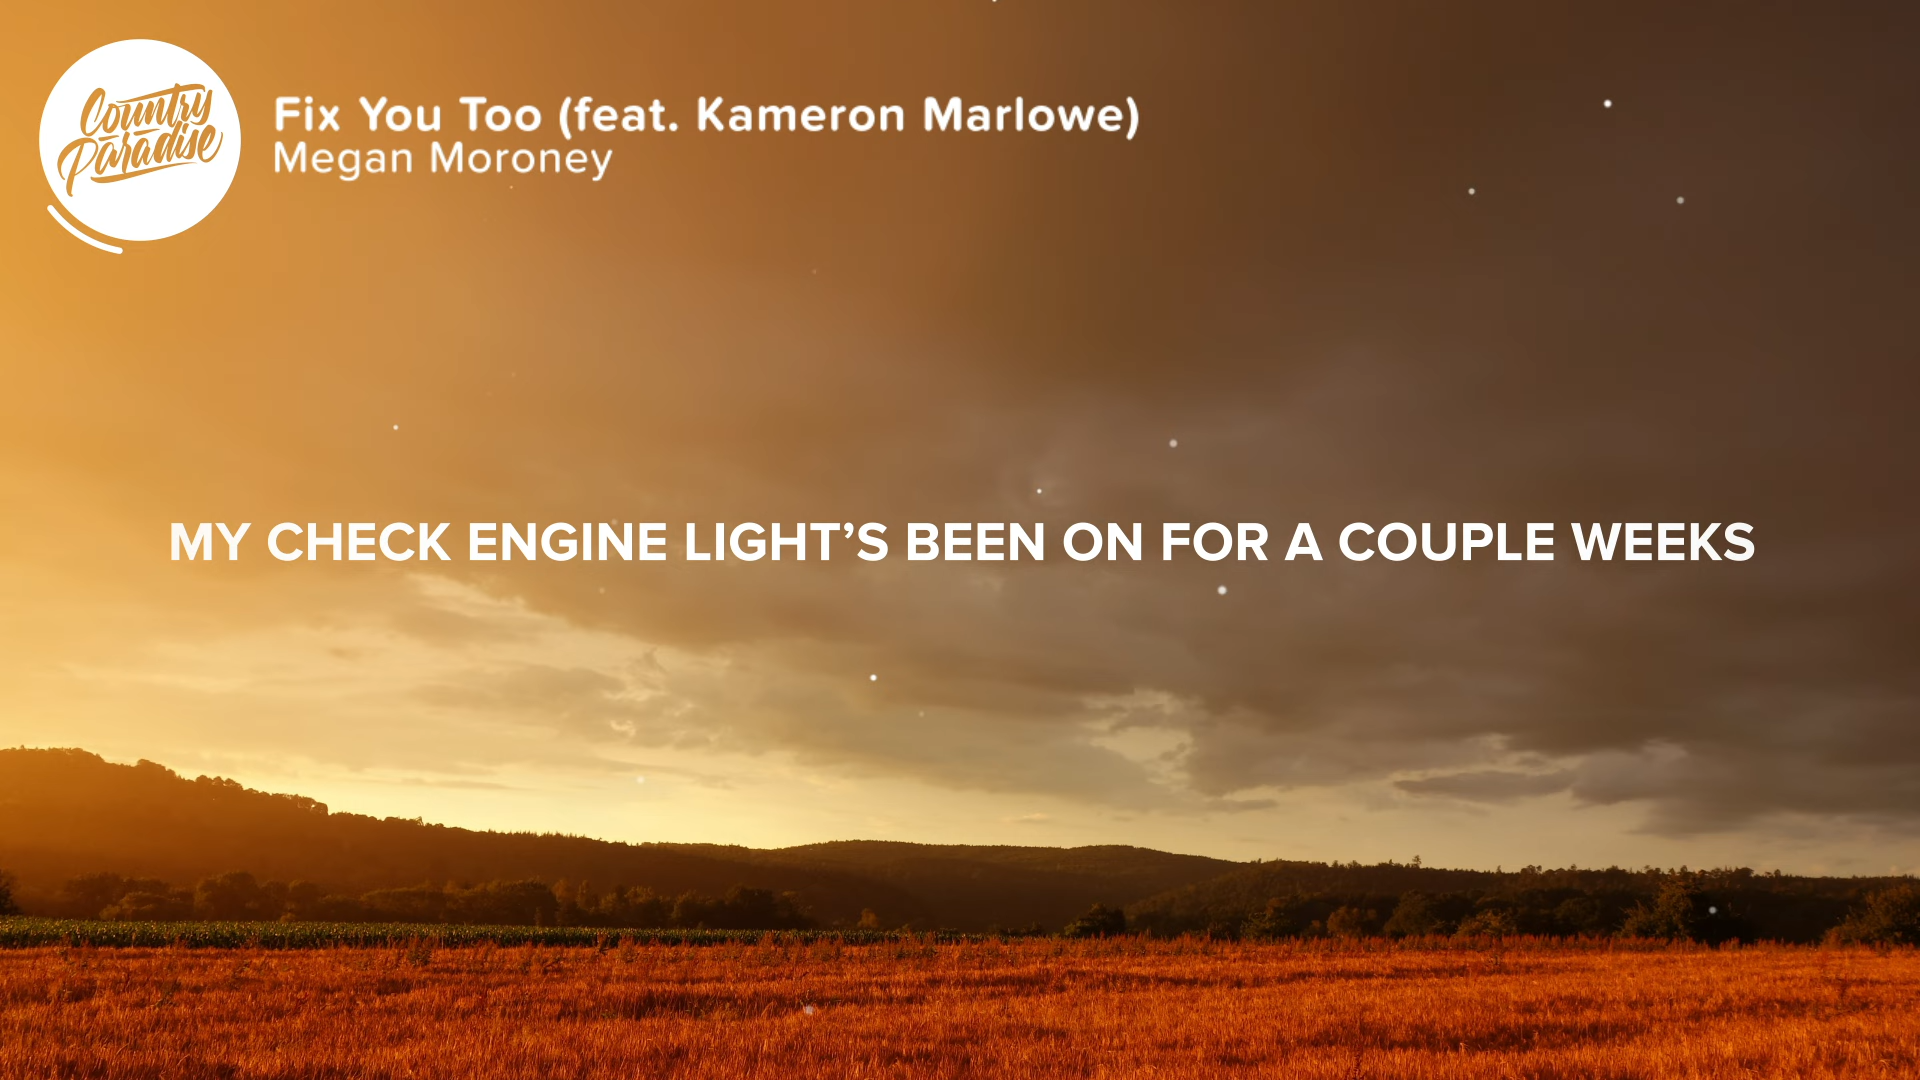 Country
Paradise
Fix You Too (feat. Kameron Marlowe)
Megan Moroney
MY CHECK ENGINE LIGHT’S BEEN ON FOR A COUPLE WEEKS